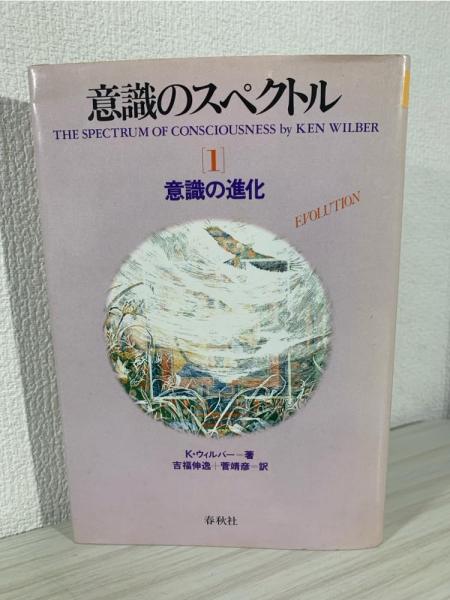 意識のスペクトル
THE SPECTRUM OF CONSCIOUSNESS by KEN WILBER
[1]
意識の進化
EVOLUTION
K・ウィルバー=著
吉福伸逸+菅靖彦=訳
春秋社